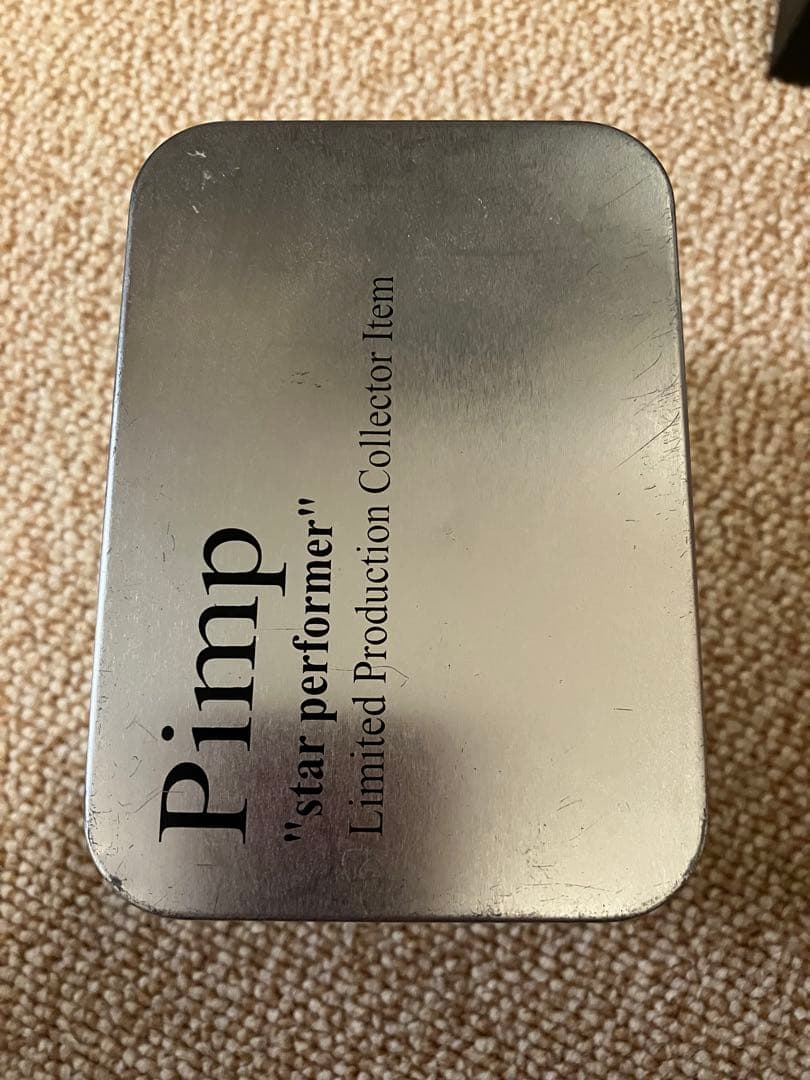 Pimp
"star performer"
Limited Production Collector Item